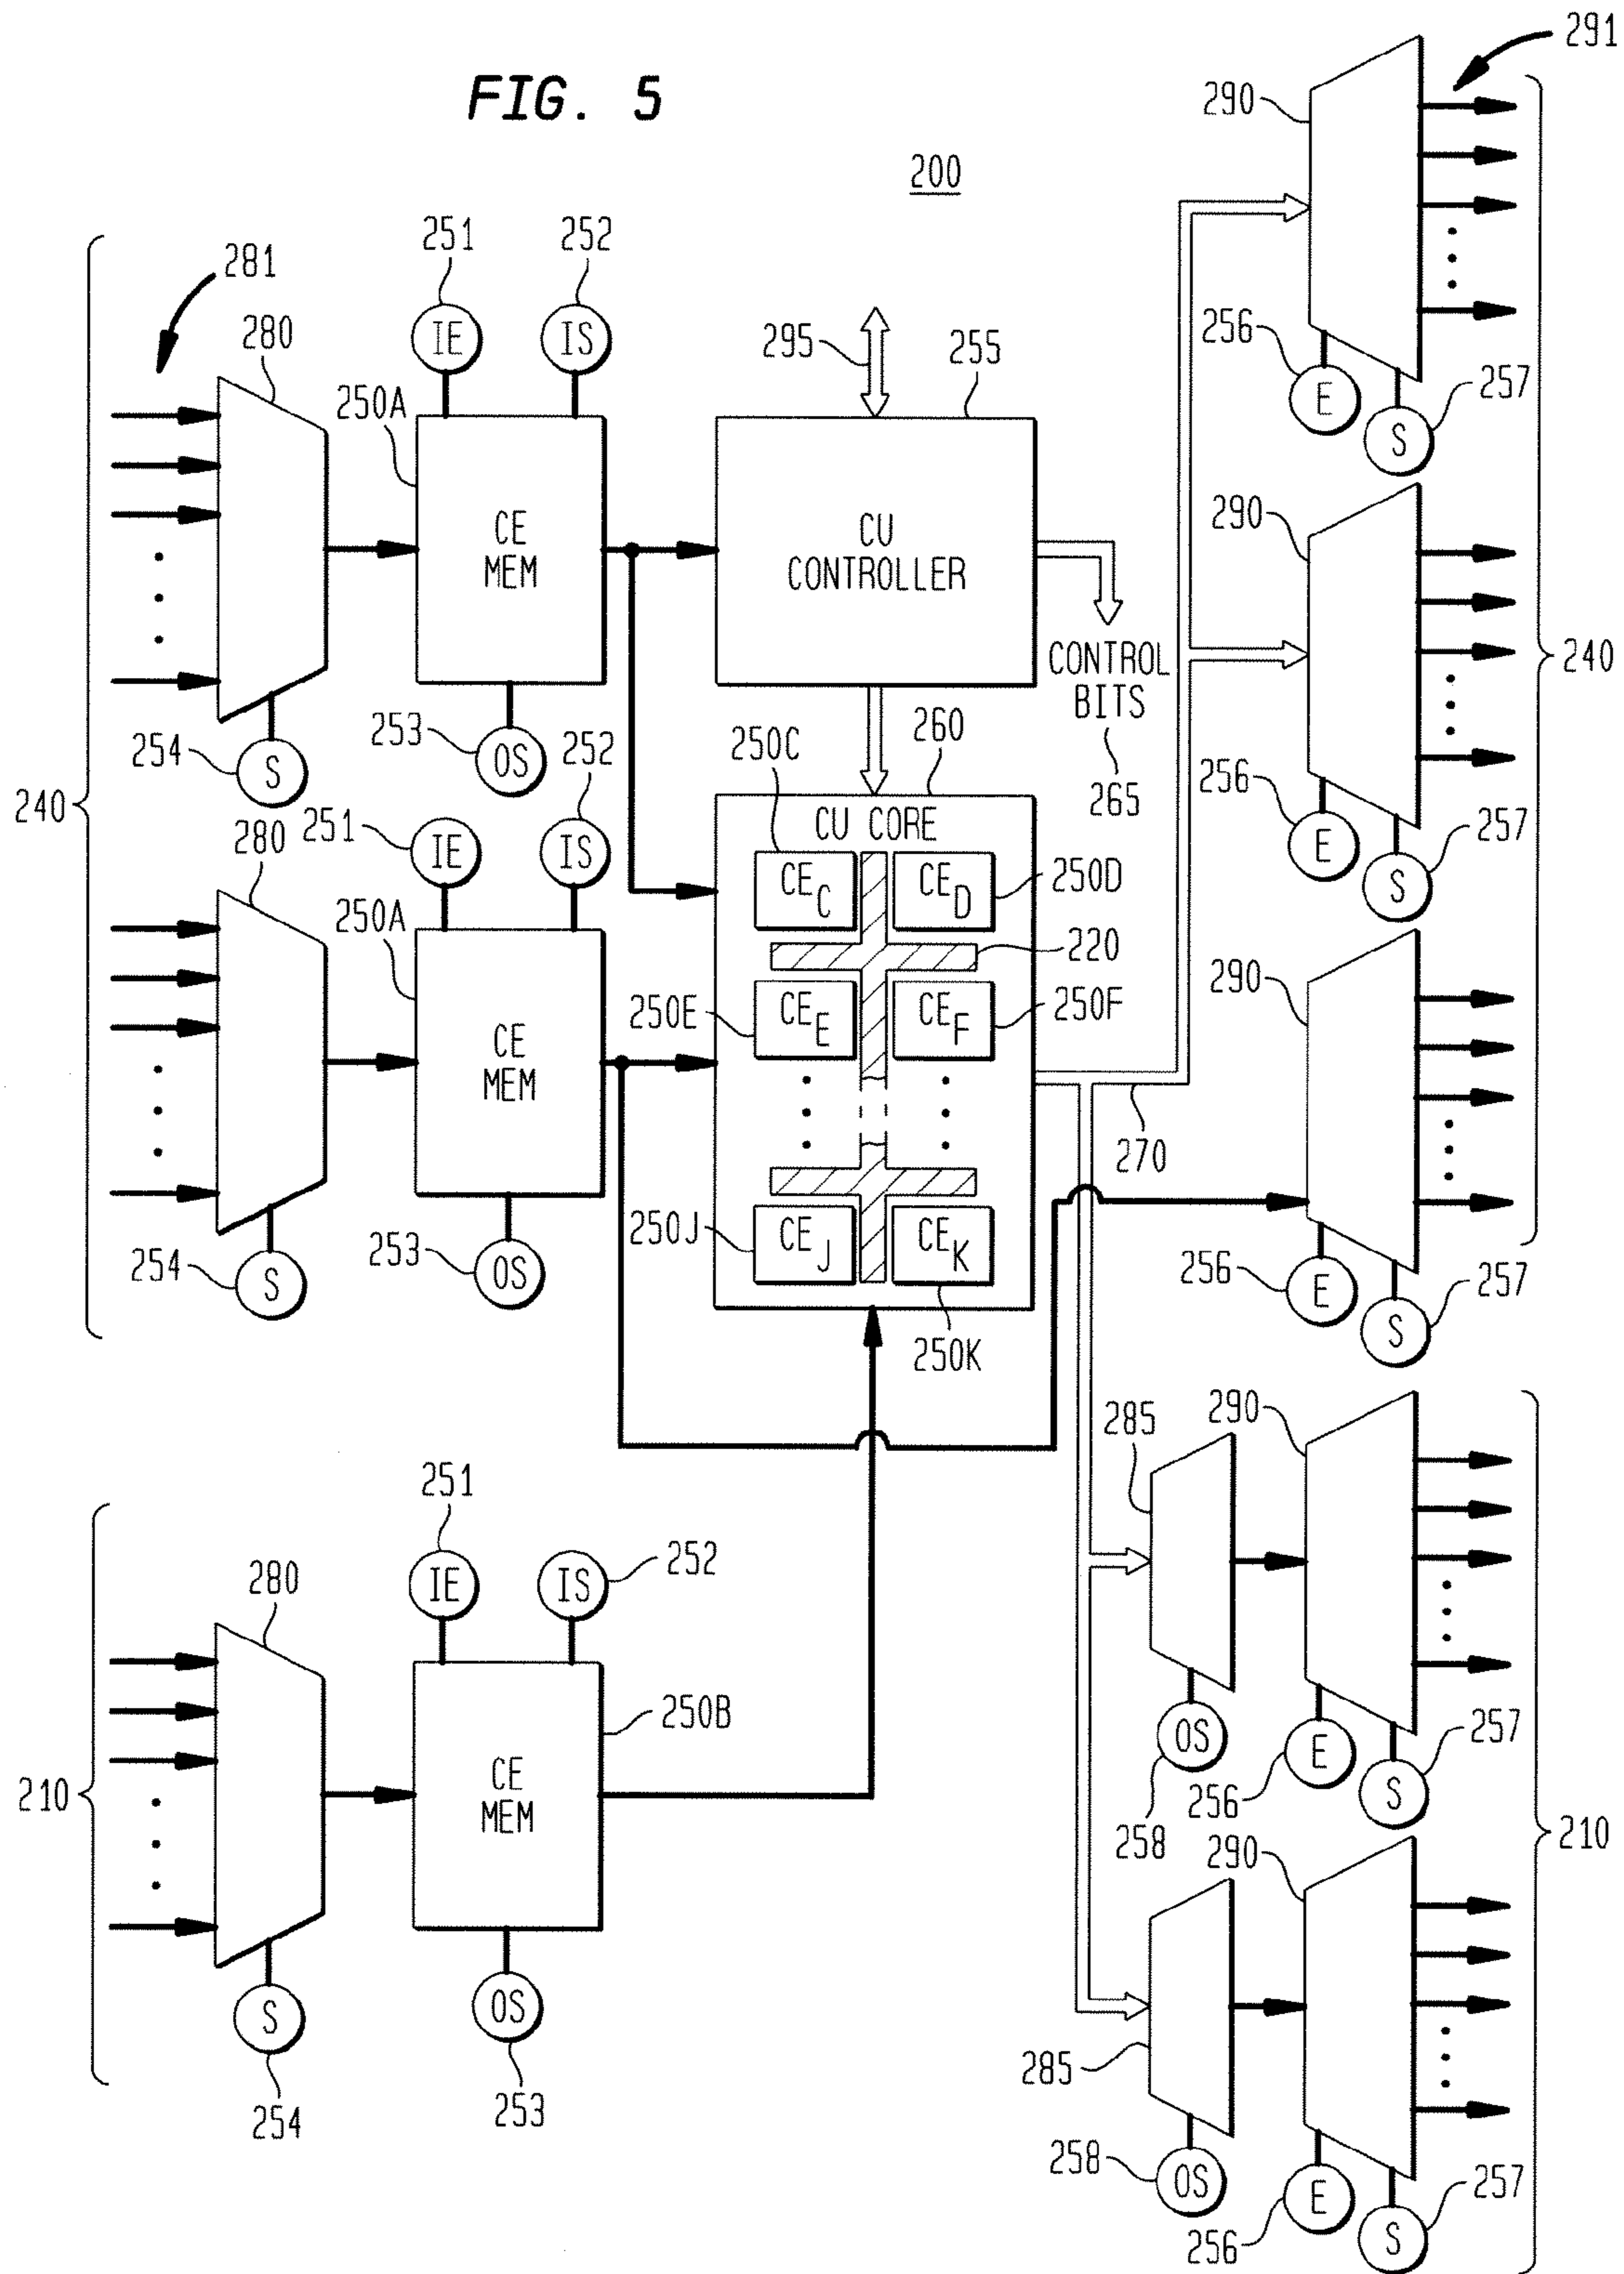 FIG. 5
200
291
290
240
256
E
257
S
290
256
E
257
S
290
256
E
257
S
240
281
280
254
S
250A
251
IE
252
IS
CE
MEM
253
OS
295
255
CU
CONTROLLER
CONTROL
BITS
265
280
254
S
250A
251
IE
252
IS
CE
MEM
253
OS
250C
260
CU CORE
CE C
CE D
250D
220
250E
CE E
CE F
250F
250J
CE J
CE K
250K
270
210
280
254
S
251
IE
252
IS
250B
CE
MEM
253
OS
285
258
OS
290
256
E
257
S
210
285
258
OS
290
256
E
257
S